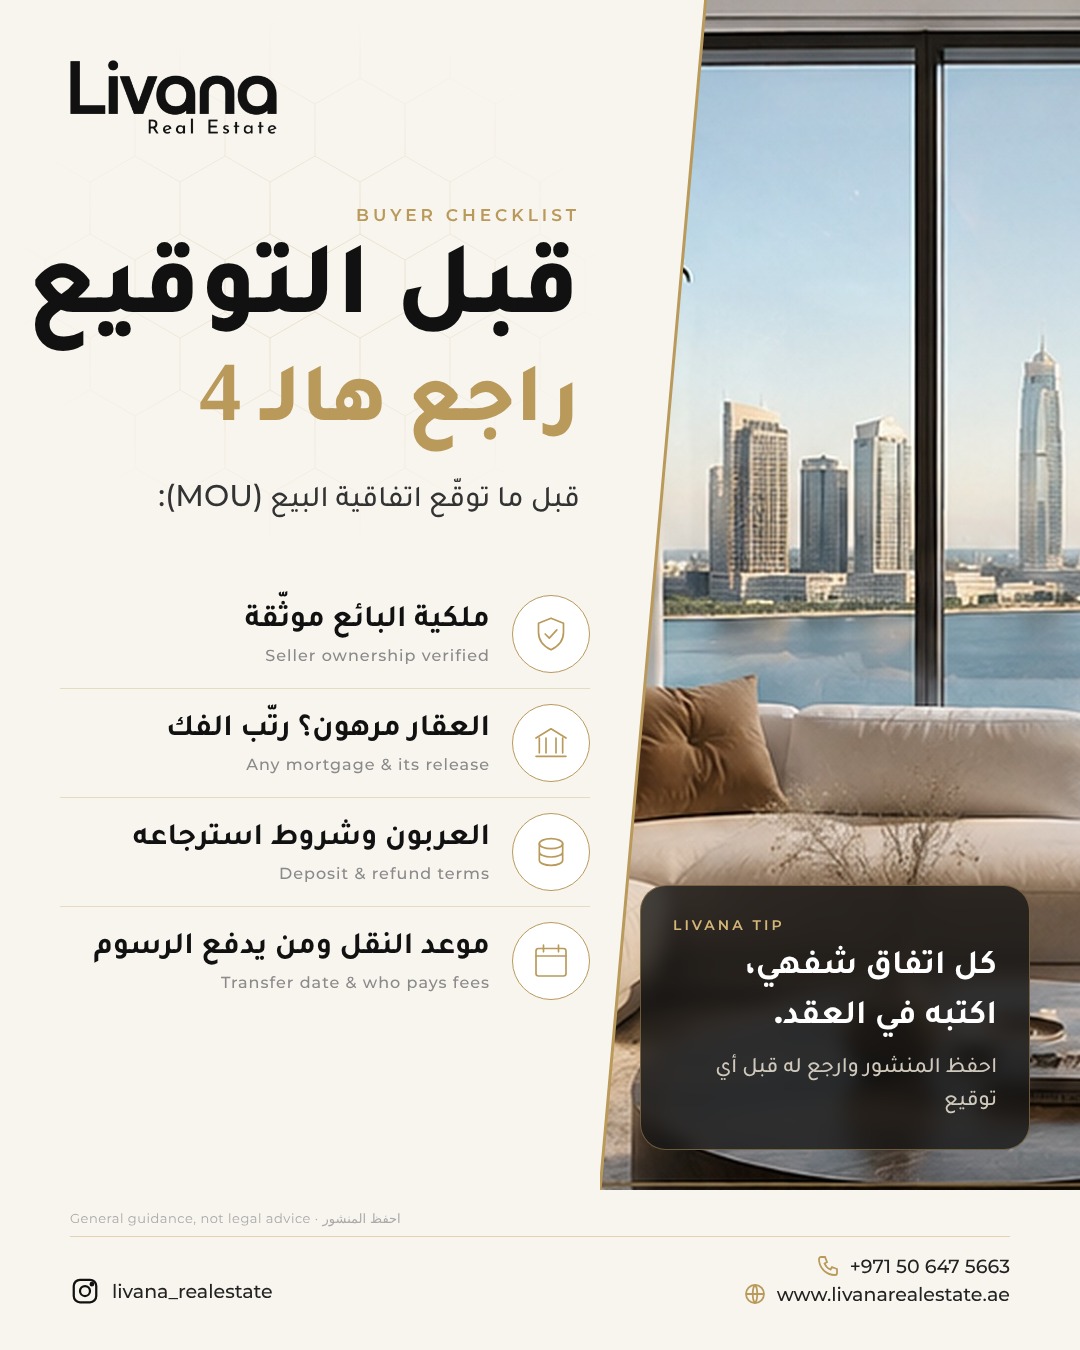 Livana
Real Estate
BUYER CHECKLIST
قبل التوقيع
راجع هالـ 4
قبل ما توقّع اتفاقية البيع (MOU):
ملكية البائع موثّقة
Seller ownership verified
العقار مرهون؟ رتّب الفك
Any mortgage & its release
العربون وشروط استرجاعه
Deposit & refund terms
موعد النقل ومن يدفع الرسوم
Transfer date & who pays fees
LIVANA TIP
كل اتفاق شفهي،
اكتبه في العقد.
احفظ المنشور وارجع له قبل أي
توقيع
General guidance, not legal advice · احفظ المنشور
livana_realestate
+971 50 647 5663
www.livanarealestate.ae